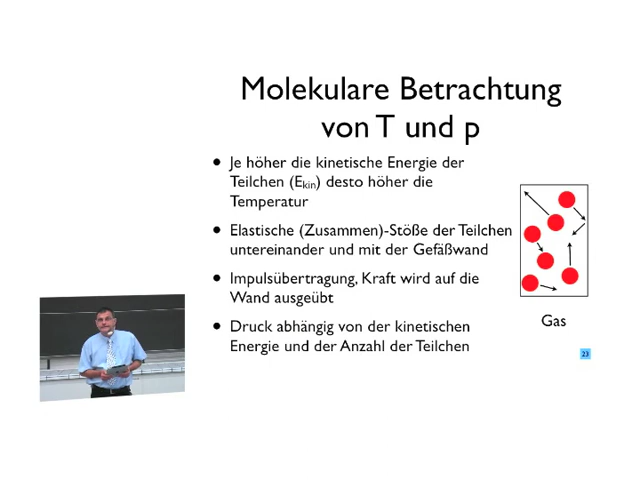 Molekulare Betrachtung
von T und p
• Je höher die kinetische Energie der
Teilchen (Ekin) desto höher die
Temperatur
• Elastische (Zusammen)-Stöße der Teilchen
untereinander und mit der Gefäßwand
• Impulsübertragung, Kraft wird auf die
Wand ausgeübt
• Druck abhängig von der kinetischen
Energie und der Anzahl der Teilchen
Gas
23